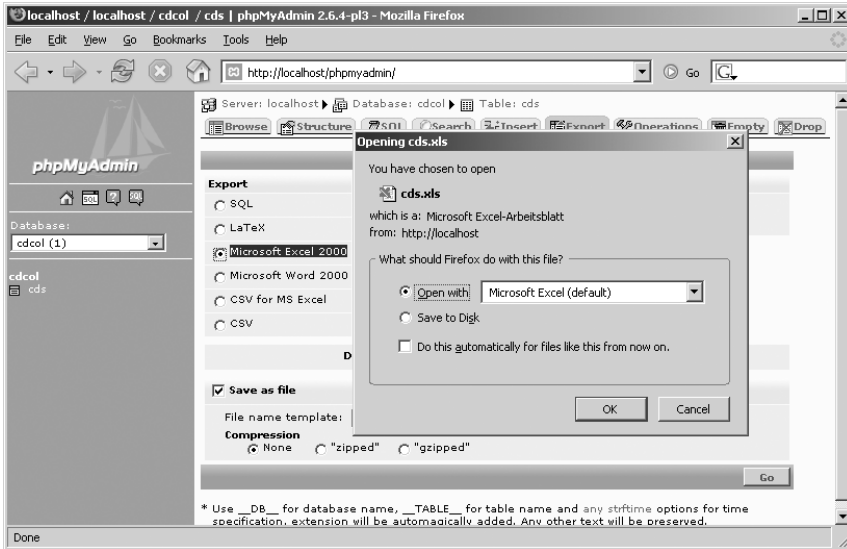 localhost / localhost / cdcol / cds | phpMyAdmin 2.6.4-pl3 - Mozilla Firefox
File Edit View Go Bookmarks Tools Help
http://localhost/phpmyadmin/ Go G
Server: localhost Database: cdcol Table: cds
Browse Structure SQL Search Insert Export Operations Empty Drop
phpMyAdmin
SQL
Database:
cdcol (1)
cdcol
cds
Export
SQL
LaTeX
Microsoft Excel 2000
Microsoft Word 2000
CSV for MS Excel
CSV
Save as file
File name template:
Compression
None "zipped" "gzipped"
Go
* Use __DB__ for database name, __TABLE__ for table name and any strftime options for time
specification, extension will be automagically added. Any other text will be preserved.
Opening cds.xls
You have chosen to open
cds.xls
which is a: Microsoft Excel-Arbeitsblatt
from: http://localhost
What should Firefox do with this file?
Open with Microsoft Excel (default)
Save to Disk
Do this automatically for files like this from now on.
OK Cancel
Done